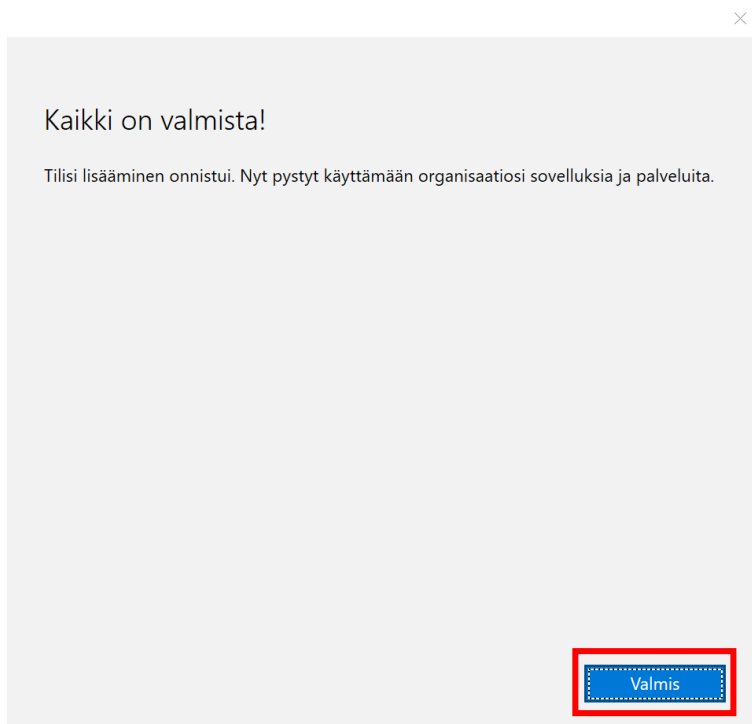 Kaikki on valmista!
Tilisi lisääminen onnistui. Nyt pystyt käyttämään organisaatiosi sovelluksia ja palveluita.
Valmis